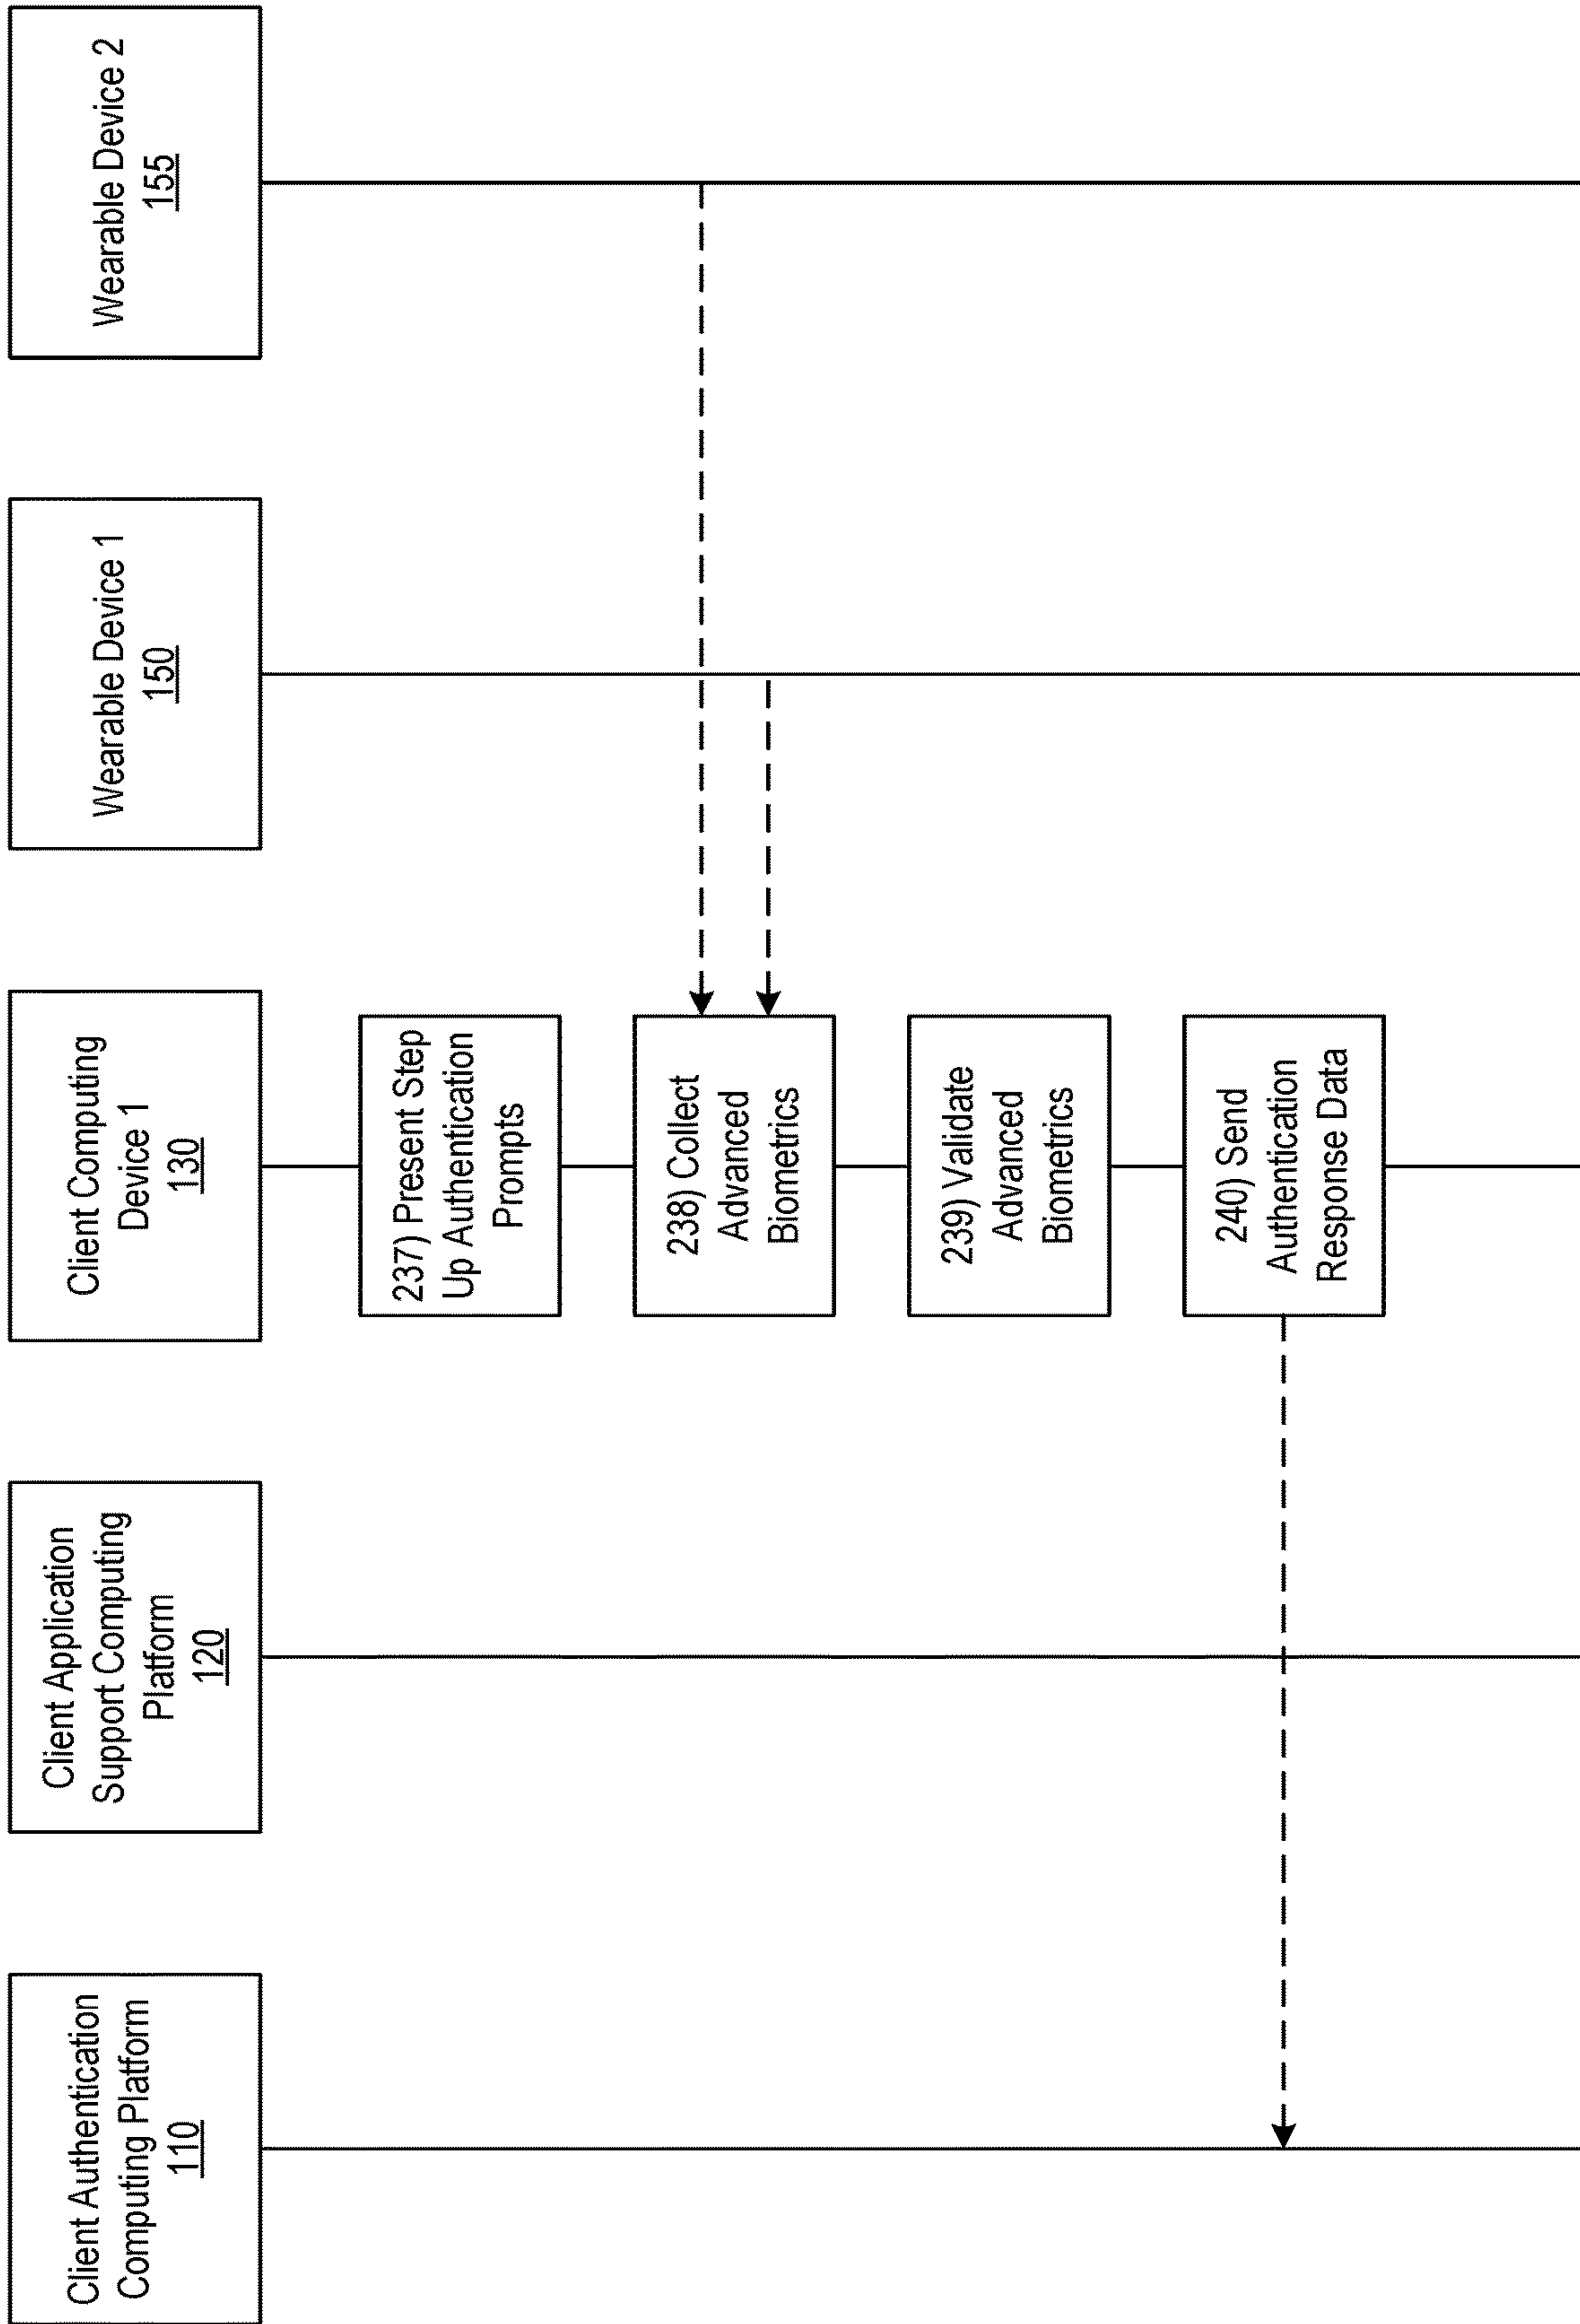 Client Authentication
Computing Platform
110
Client Application
Support Computing
Platform
120
Client Computing
Device 1
130
Wearable Device 1
150
Wearable Device 2
155
237) Present Step
Up Authentication
Prompts
238) Collect
Advanced
Biometrics
239) Validate
Advanced
Biometrics
240) Send
Authentication
Response Data